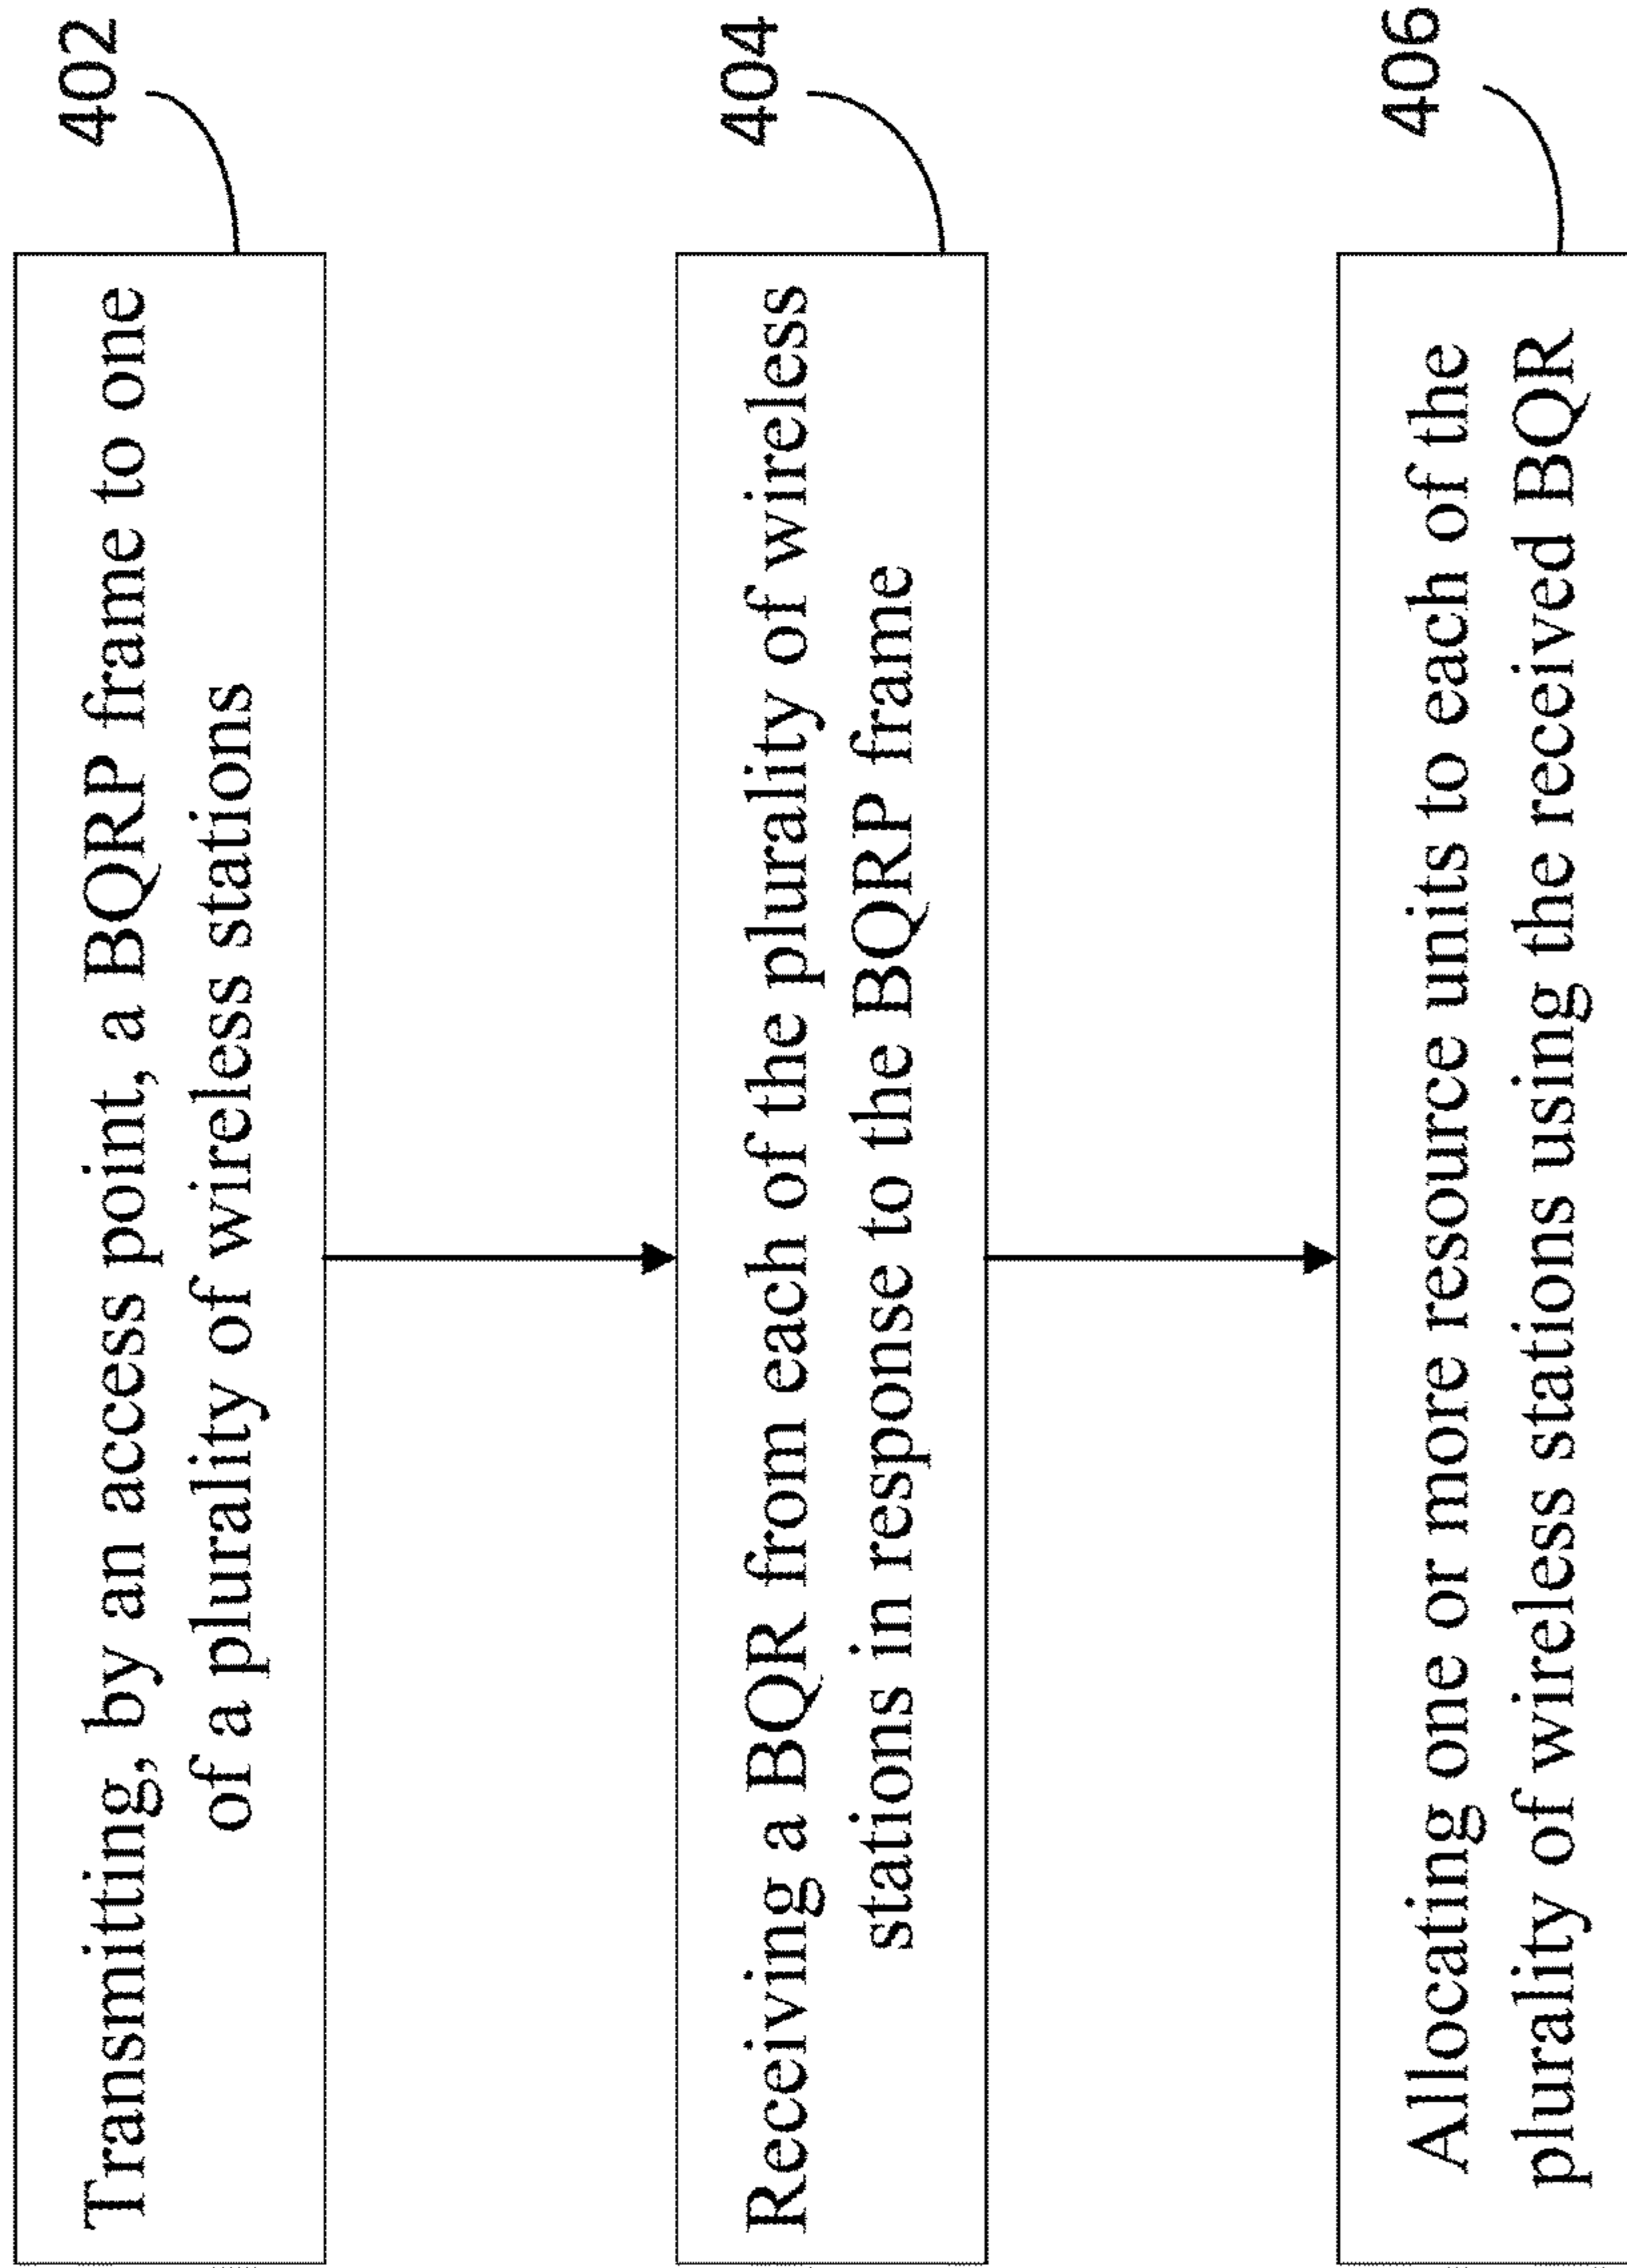 Transmitting, by an access point, a BQRP frame to one
of a plurality of wireless stations
402
Receiving a BQR from each of the plurality of wireless
stations in response to the BQRP frame
404
Allocating one or more resource units to each of the
plurality of wireless stations using the received BQR
406